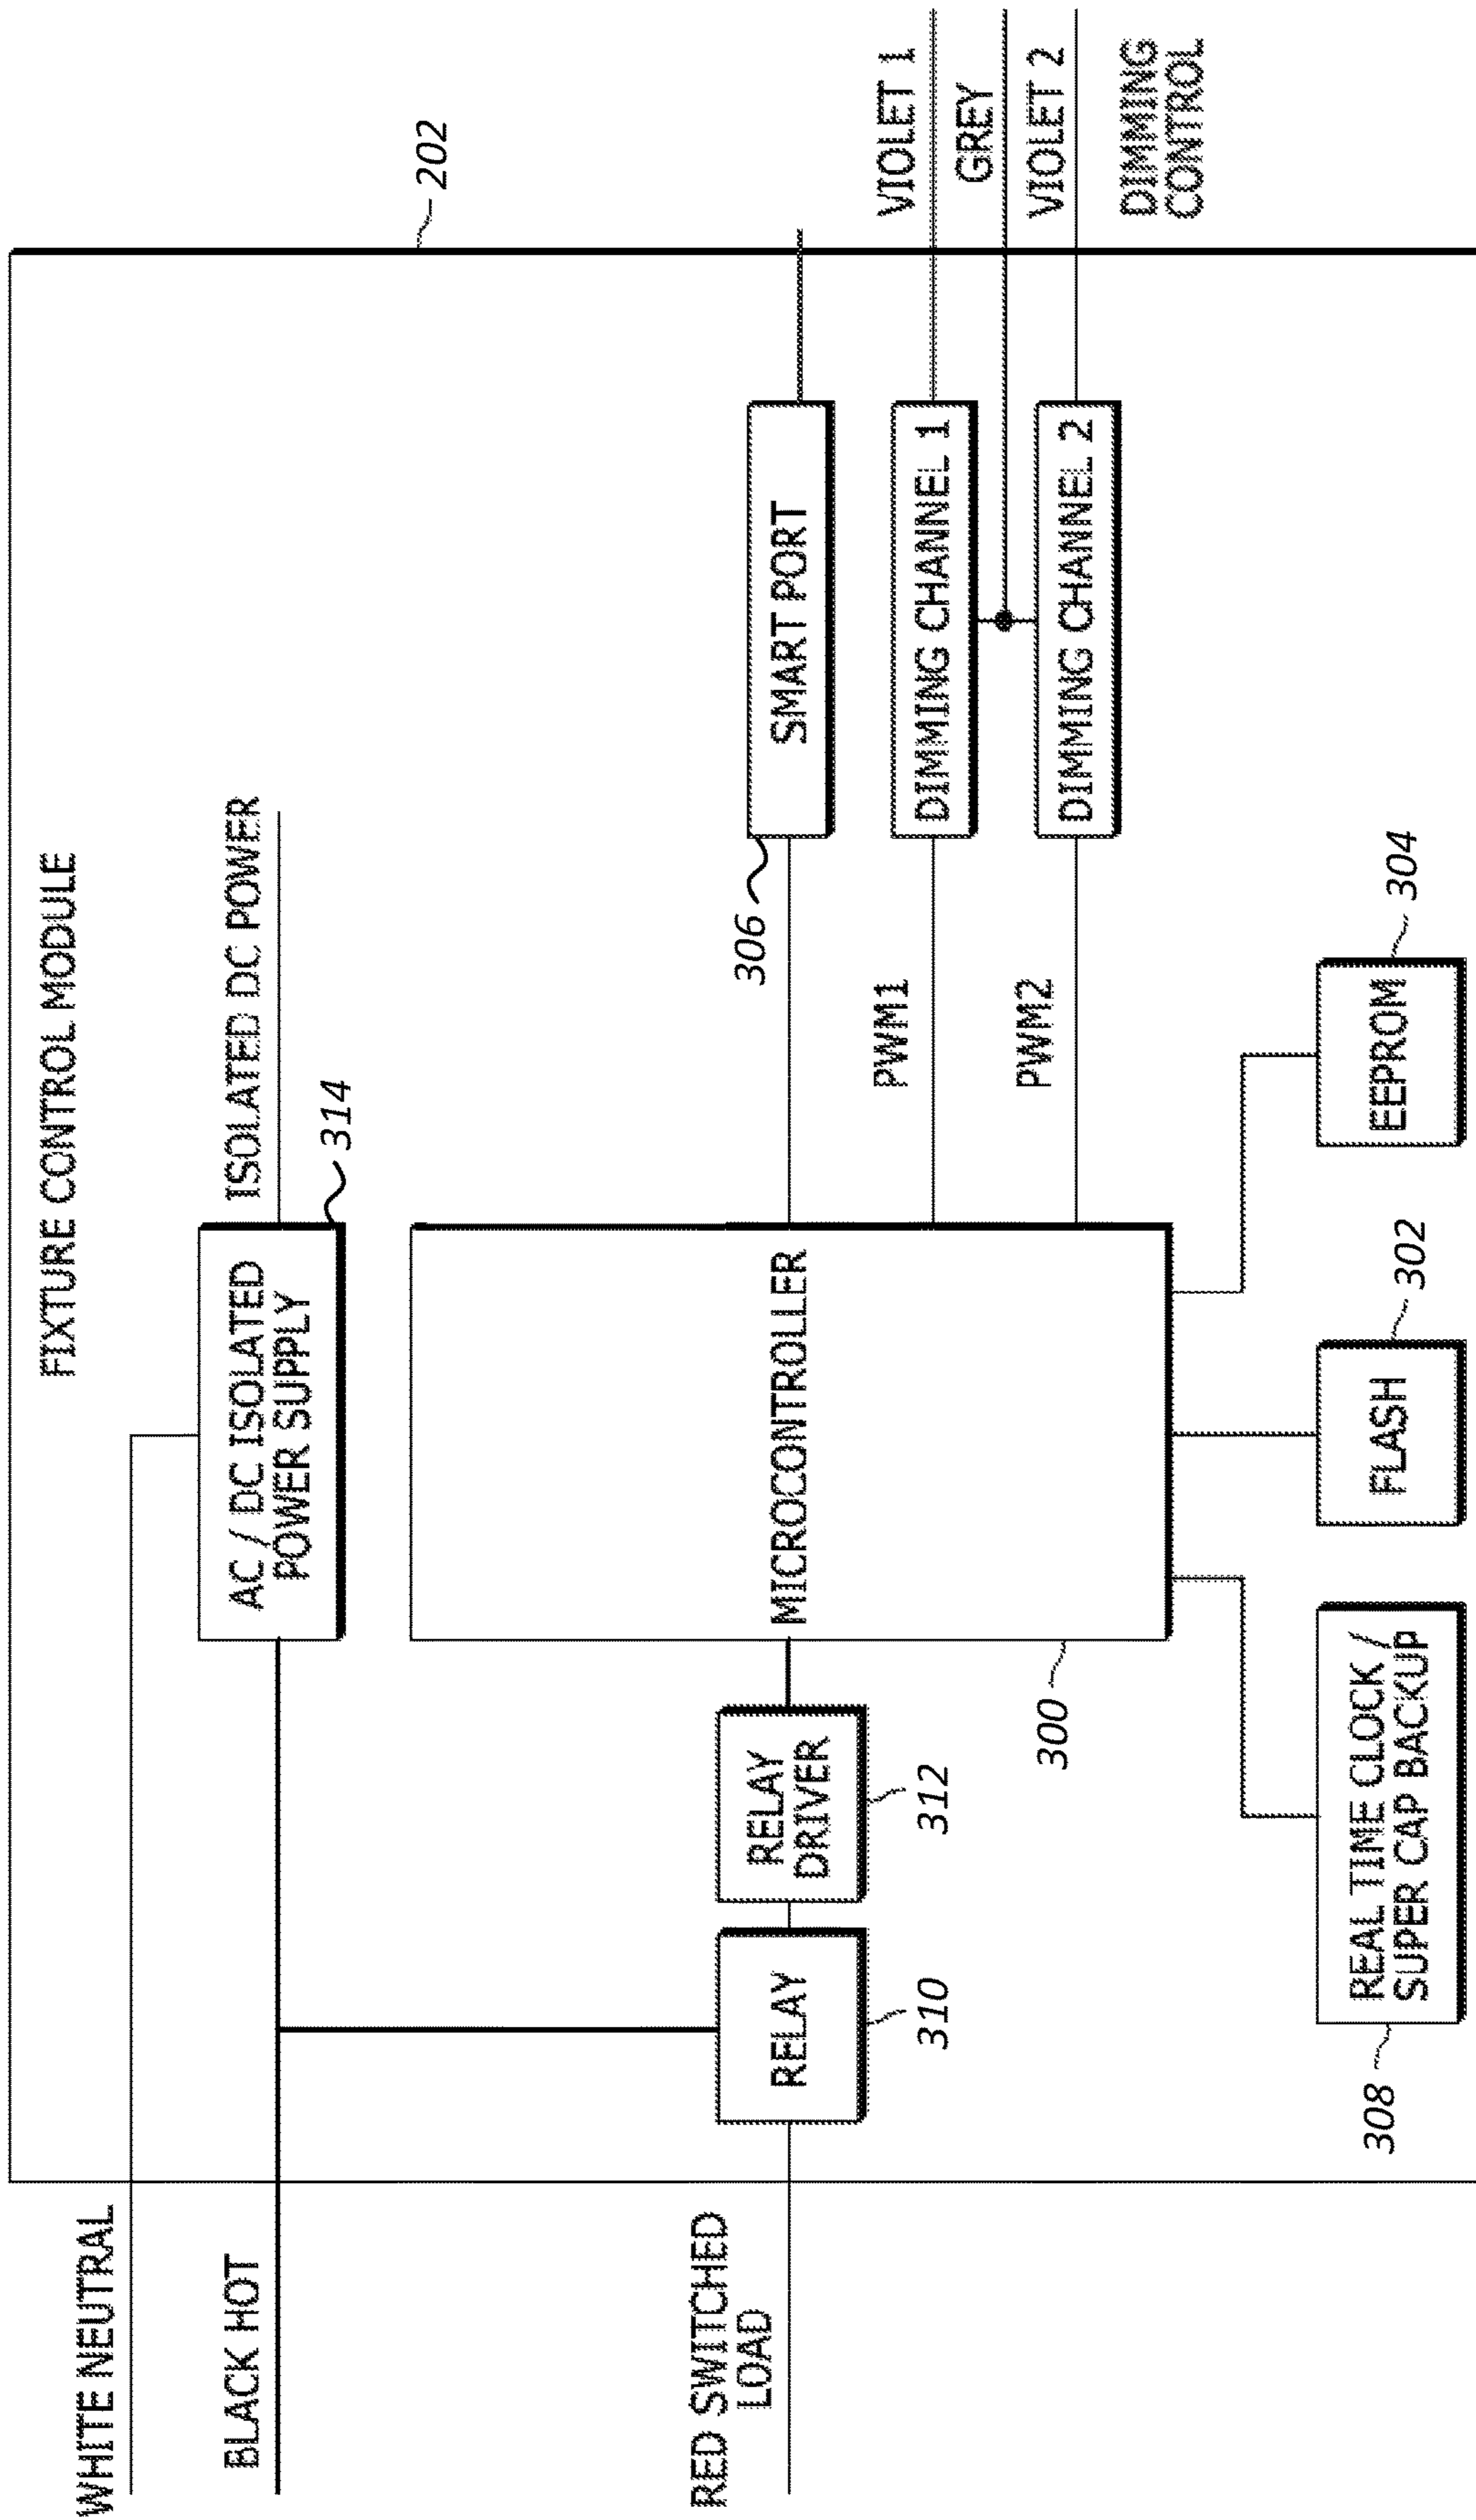 FIXTURE CONTROL MODULE
202
WHITE NEUTRAL
BLACK HOT
AC / DC ISOLATED
POWER SUPPLY
314
ISOLATED DC POWER
RED SWITCHED
LOAD
RELAY
310
RELAY
DRIVER
312
MICROCONTROLLER
300
306
SMART PORT
PWM1
DIMMING CHANNEL 1
VIOLET 1
GREY
PWM2
DIMMING CHANNEL 2
VIOLET 2
DIMMING
CONTROL
308
REAL TIME CLOCK /
SUPER CAP BACKUP
FLASH
302
EEPROM
304